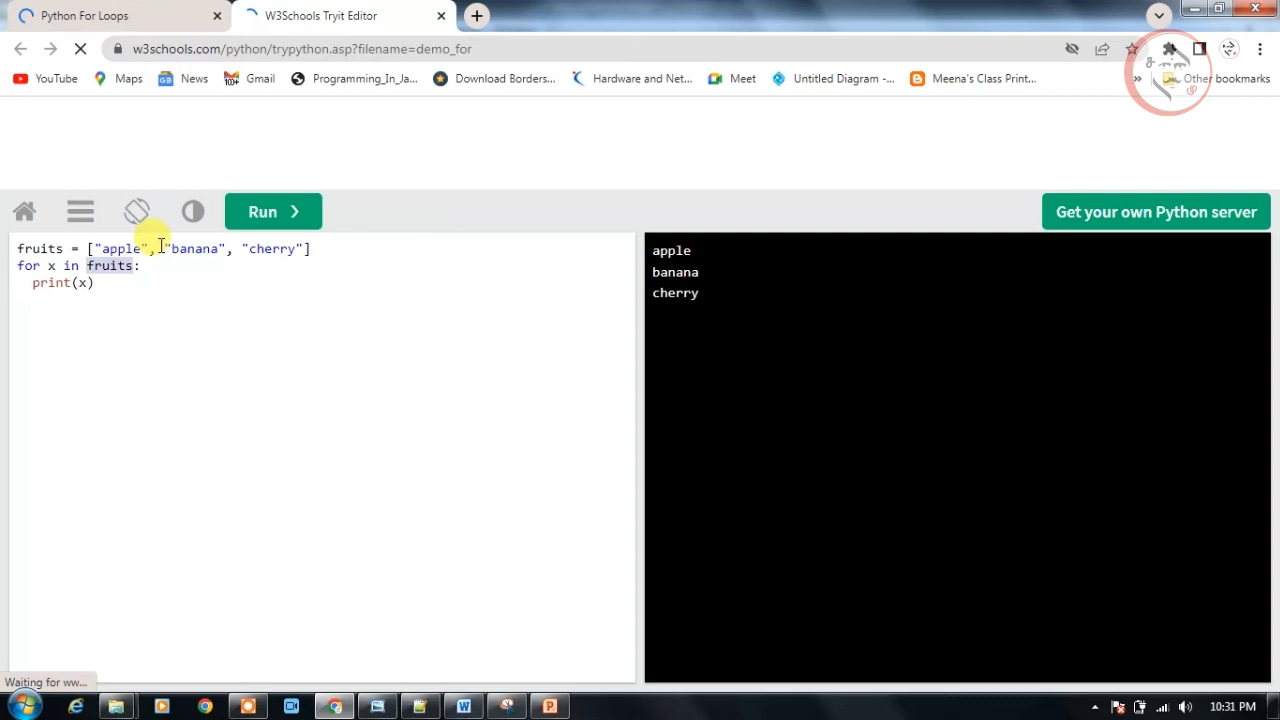 Python For Loops
W3Schools Tryit Editor
w3schools.com/python/trypython.asp?filename=demo_for
YouTube
Maps
News
Gmail
Programming_In_Ja...
Download Borders...
Hardware and Net...
Meet
Untitled Diagram -...
Meena's Class Print...
»
Other bookmarks
Run ❯
Get your own Python server
fruits = ["apple", "banana", "cherry"]
for x in fruits:
  print(x)
apple
banana
cherry
Waiting for ww...
10:31 PM